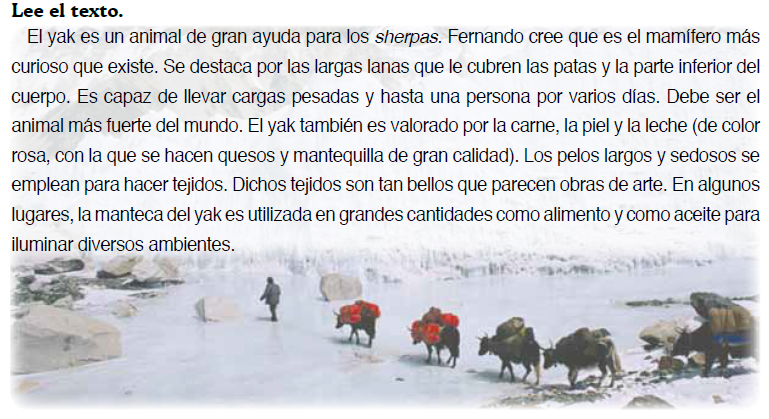 Lee el texto.
El yak es un animal de gran ayuda para los sherpas. Fernando cree que es el mamífero más
curioso que existe. Se destaca por las largas lanas que le cubren las patas y la parte inferior del
cuerpo. Es capaz de llevar cargas pesadas y hasta una persona por varios días. Debe ser el
animal más fuerte del mundo. El yak también es valorado por la carne, la piel y la leche (de color
rosa, con la que se hacen quesos y mantequilla de gran calidad). Los pelos largos y sedosos se
emplean para hacer tejidos. Dichos tejidos son tan bellos que parecen obras de arte. En algunos
lugares, la manteca del yak es utilizada en grandes cantidades como alimento y como aceite para
iluminar diversos ambientes.